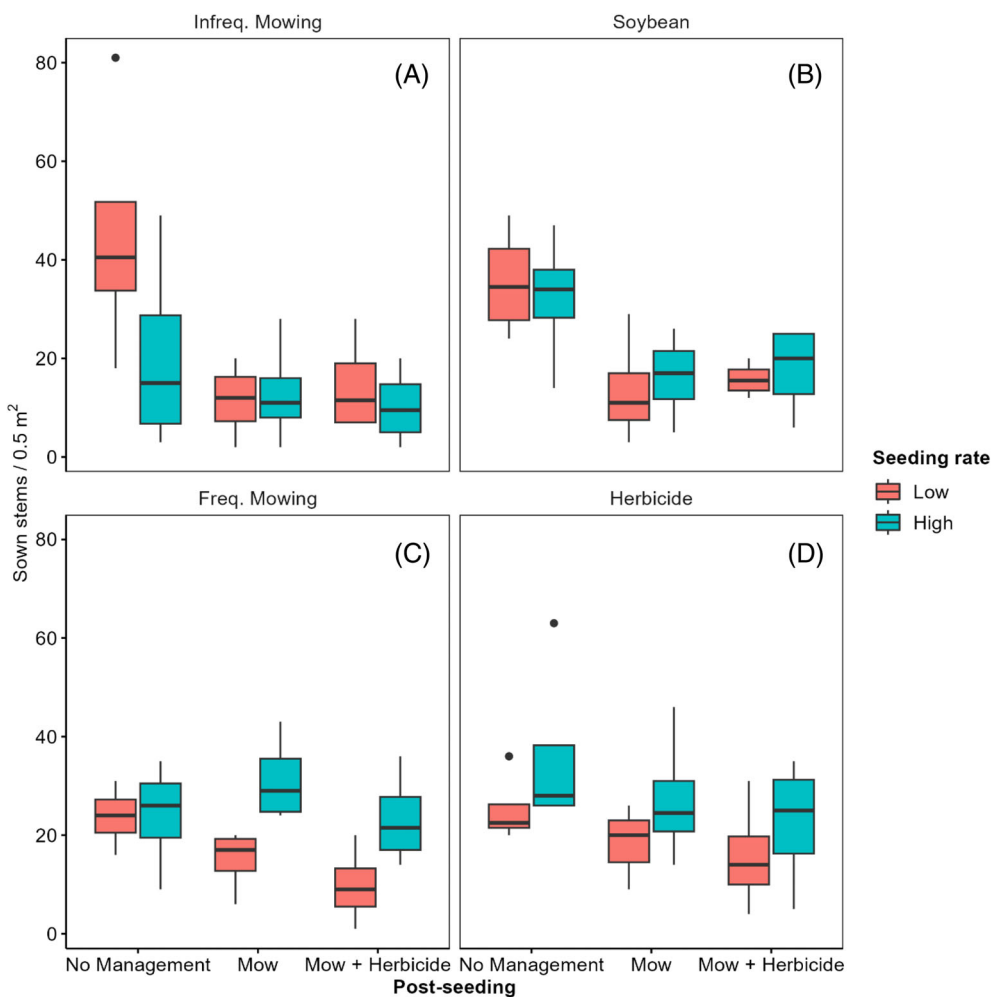 Infreq. Mowing
Soybean
(A)
(B)
80
60
40
20
0
Sown stems / 0.5 m²
Freq. Mowing
Herbicide
(C)
(D)
80
60
40
20
0
No Management
Mow
Mow + Herbicide
No Management
Mow
Mow + Herbicide
Post-seeding
Seeding rate
Low
High